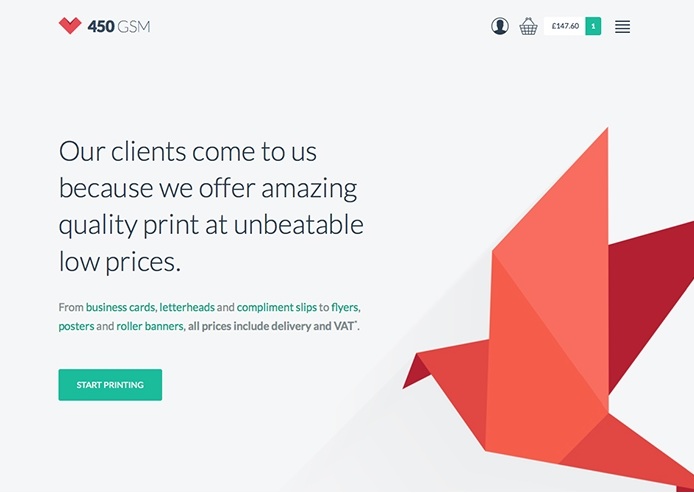 450 GSM
£147.60 1
Our clients come to us
because we offer amazing
quality print at unbeatable
low prices.
From business cards, letterheads and compliment slips to flyers,
posters and roller banners, all prices include delivery and VAT*.
START PRINTING